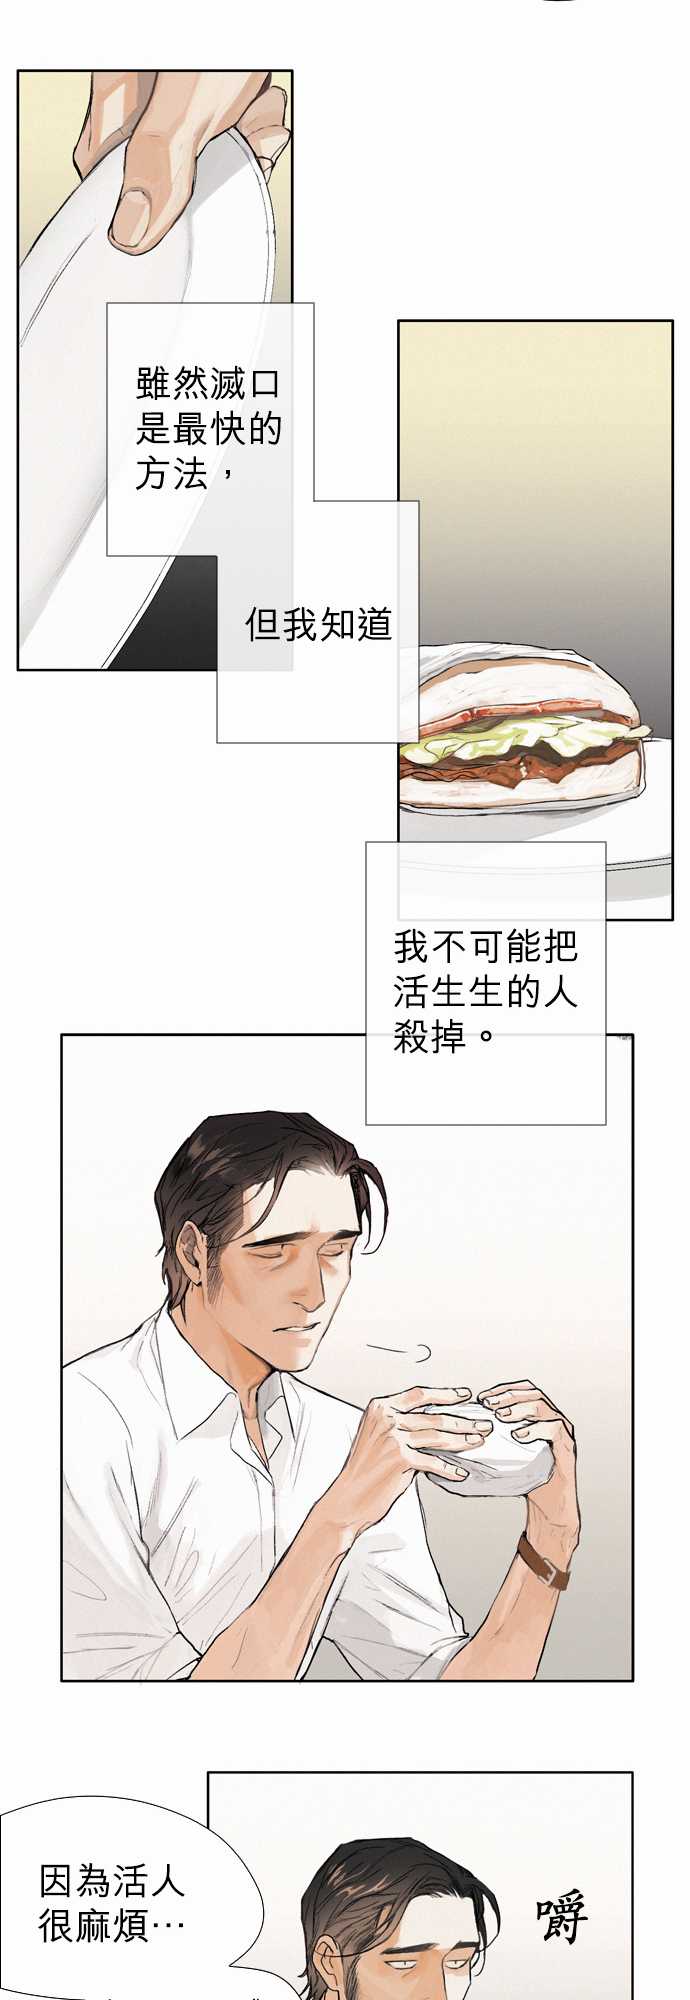 雖然滅口
是最快的
方法，
但我知道
我不可能把
活生生的人
殺掉。
因為活人
很麻煩…
嚼